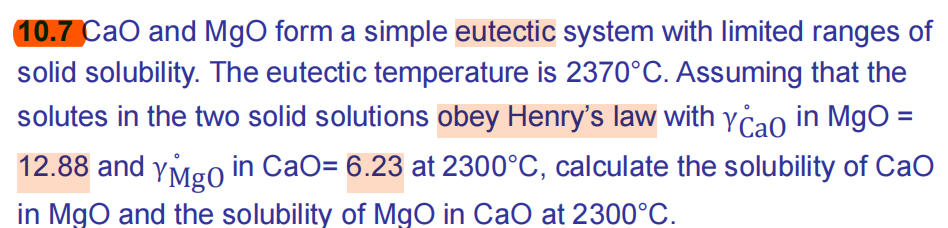 10.7 CaO and MgO form a simple eutectic system with limited ranges of
solid solubility. The eutectic temperature is 2370°C. Assuming that the
solutes in the two solid solutions obey Henry’s law with γ°CaO in MgO =
12.88 and γ°MgO in CaO= 6.23 at 2300°C, calculate the solubility of CaO
in MgO and the solubility of MgO in CaO at 2300°C.